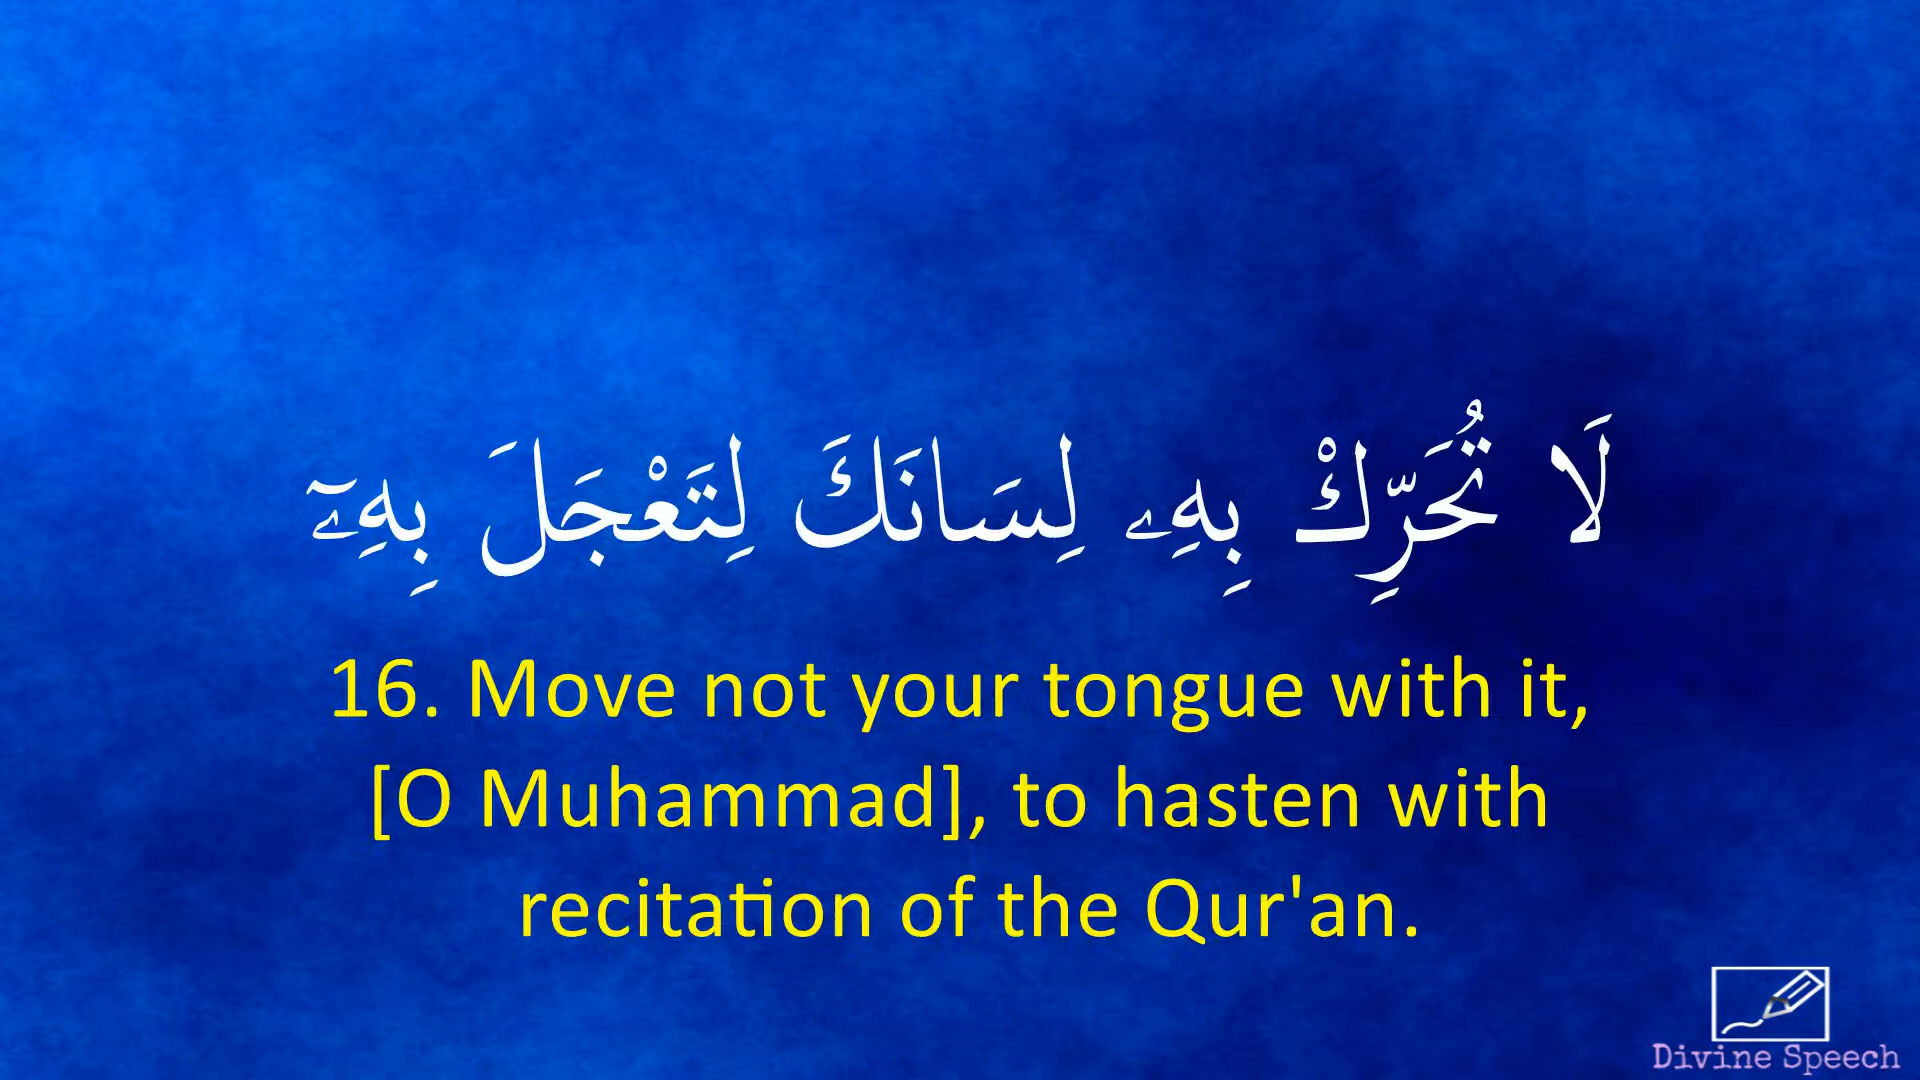 لَا تُحَرِّكْ بِهِۦ لِسَانَكَ لِتَعْجَلَ بِهِۦٓ
16. Move not your tongue with it,
[O Muhammad], to hasten with
recitation of the Qur'an.
Divine Speech